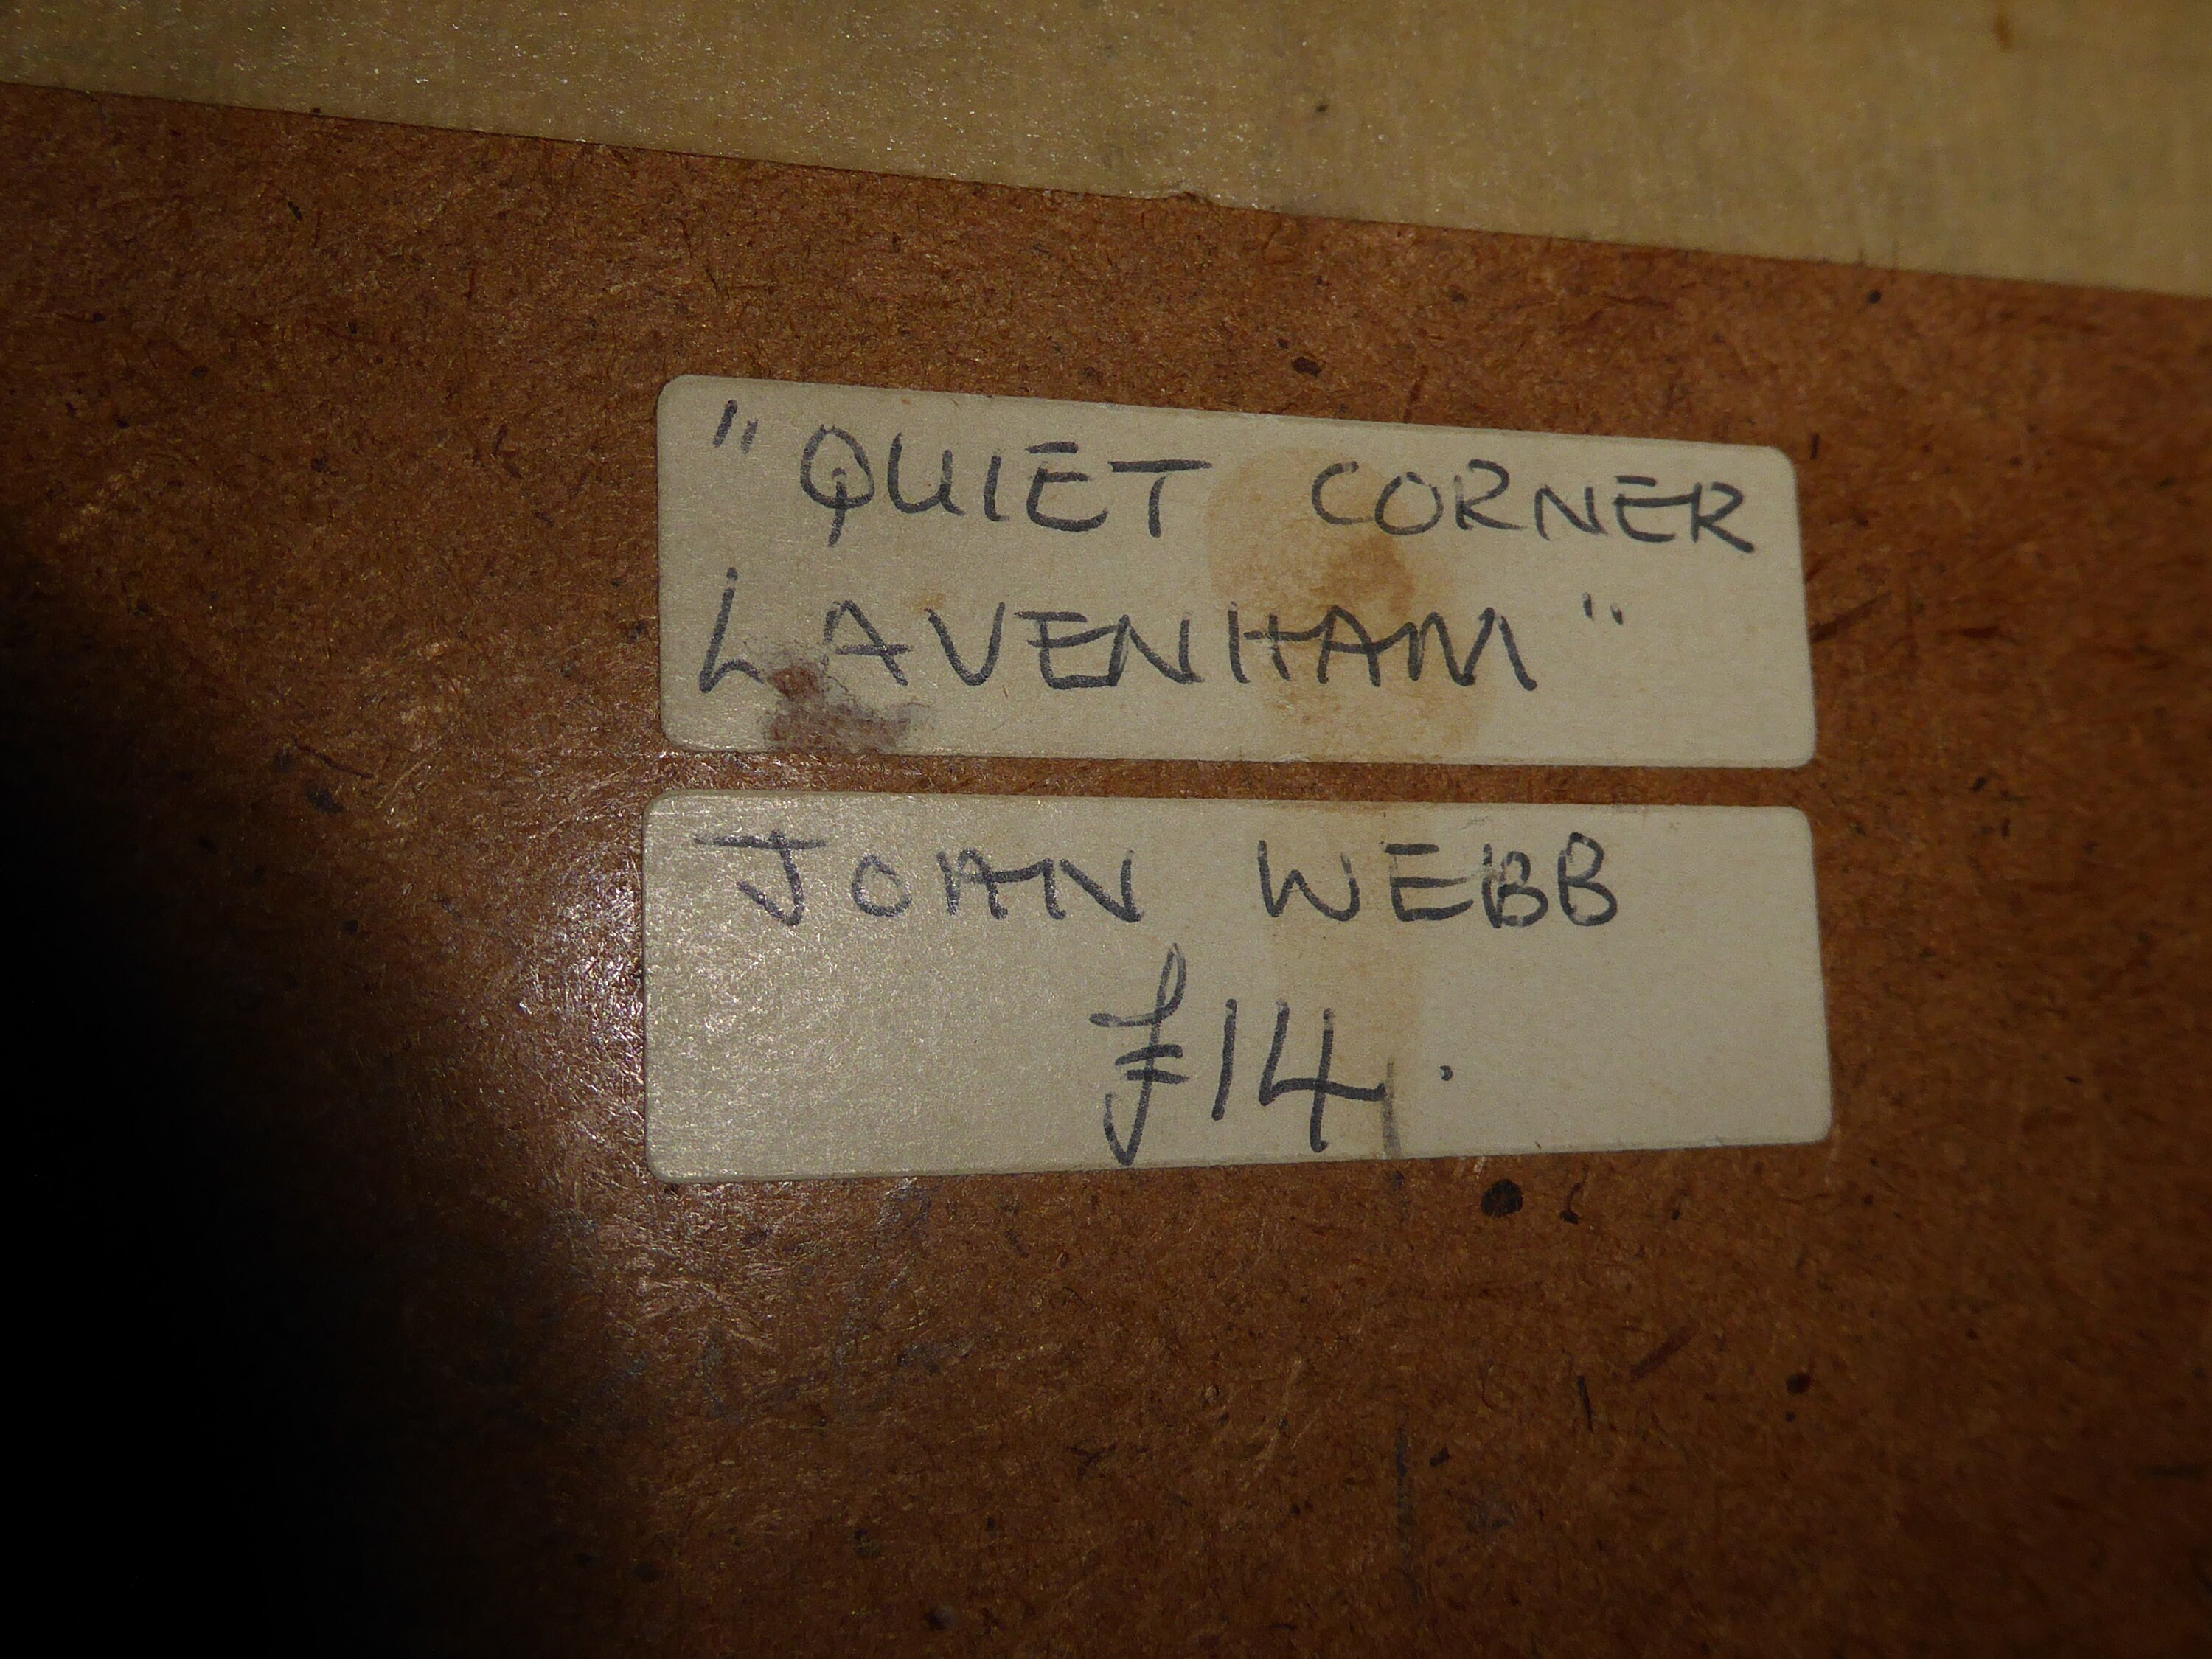 "QUIET CORNER
LAVENHAM"
JOAN WEBB
£14.